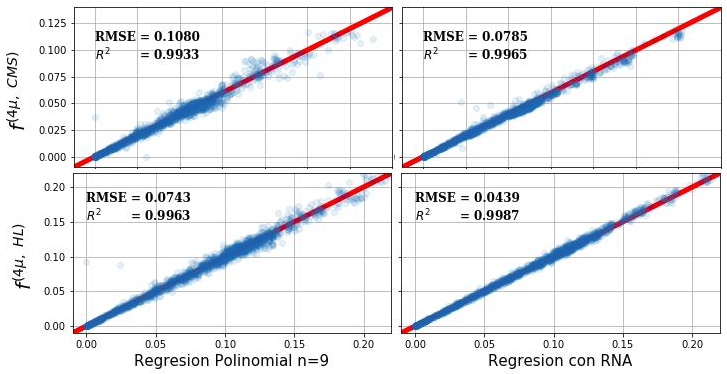 0.125
0.100
0.075
0.050
0.025
0.000
f(4μ, CMS)
RMSE = 0.1080
R² = 0.9933
RMSE = 0.0785
R² = 0.9965
0.20
0.15
0.10
0.05
0.00
f(4μ, HL)
RMSE = 0.0743
R² = 0.9963
RMSE = 0.0439
R² = 0.9987
0.00 0.05 0.10 0.15 0.20
0.00 0.05 0.10 0.15 0.20
Regresion Polinomial n=9
Regresion con RNA